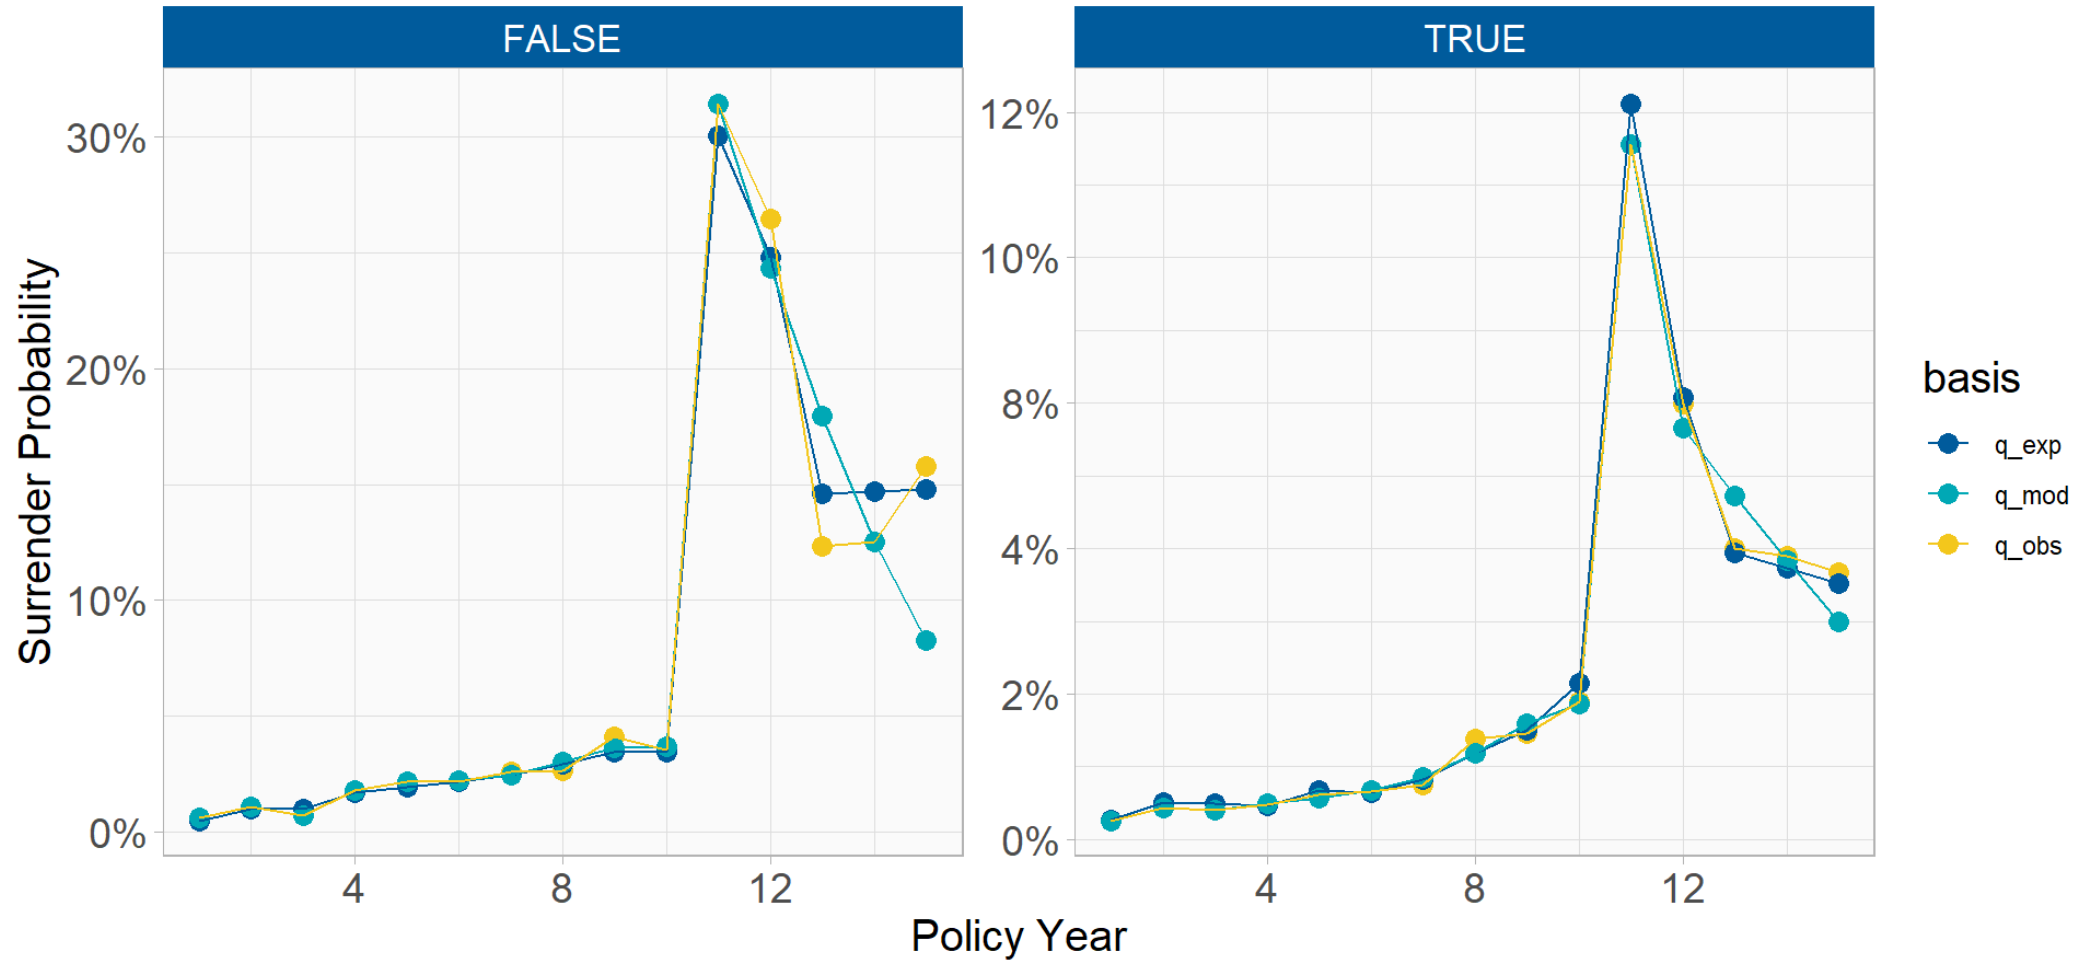 FALSE
TRUE
Surrender Probability
30%
20%
10%
0%
4
8
12
12%
10%
8%
4%
2%
0%
4
8
12
Policy Year
basis
q_exp
q_mod
q_obs